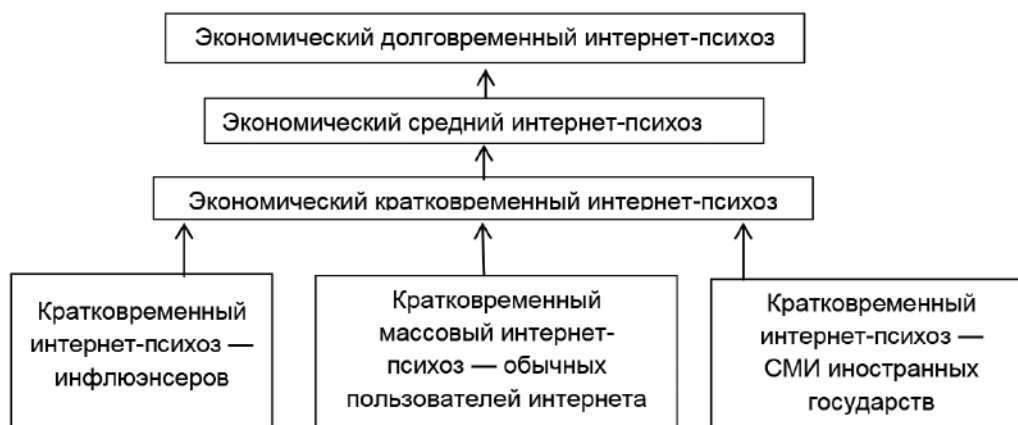 Экономический долговременный интернет-психоз
Экономический средний интернет-психоз
Экономический кратковременный интернет-психоз
Кратковременный
интернет-психоз —
инфлюэнсеров
Кратковременный
массовый интернет-
психоз — обычных
пользователей интернета
Кратковременный
интернет-психоз —
СМИ иностранных
государств